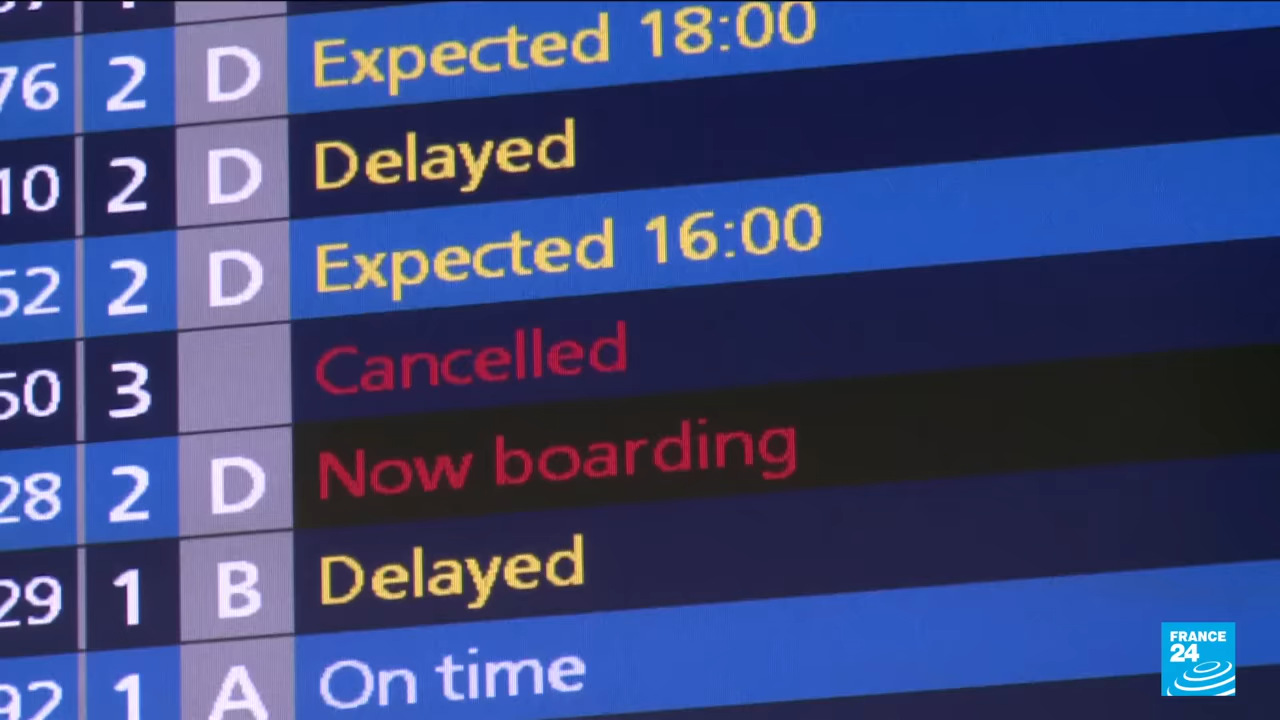 76 2 D Expected 18:00
10 2 D Delayed
52 2 D Expected 16:00
50 3 Cancelled
28 2 D Now boarding
29 1 B Delayed
92 1 A On time
FRANCE
24